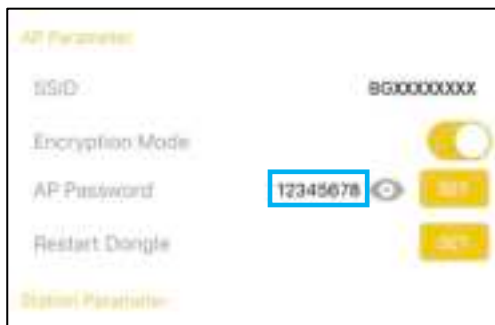 AP Parameter
SSID BGXXXXXXXX
Encryption Mode
AP Password 12345678 SET
Restart Dongle SET
Station Parameter